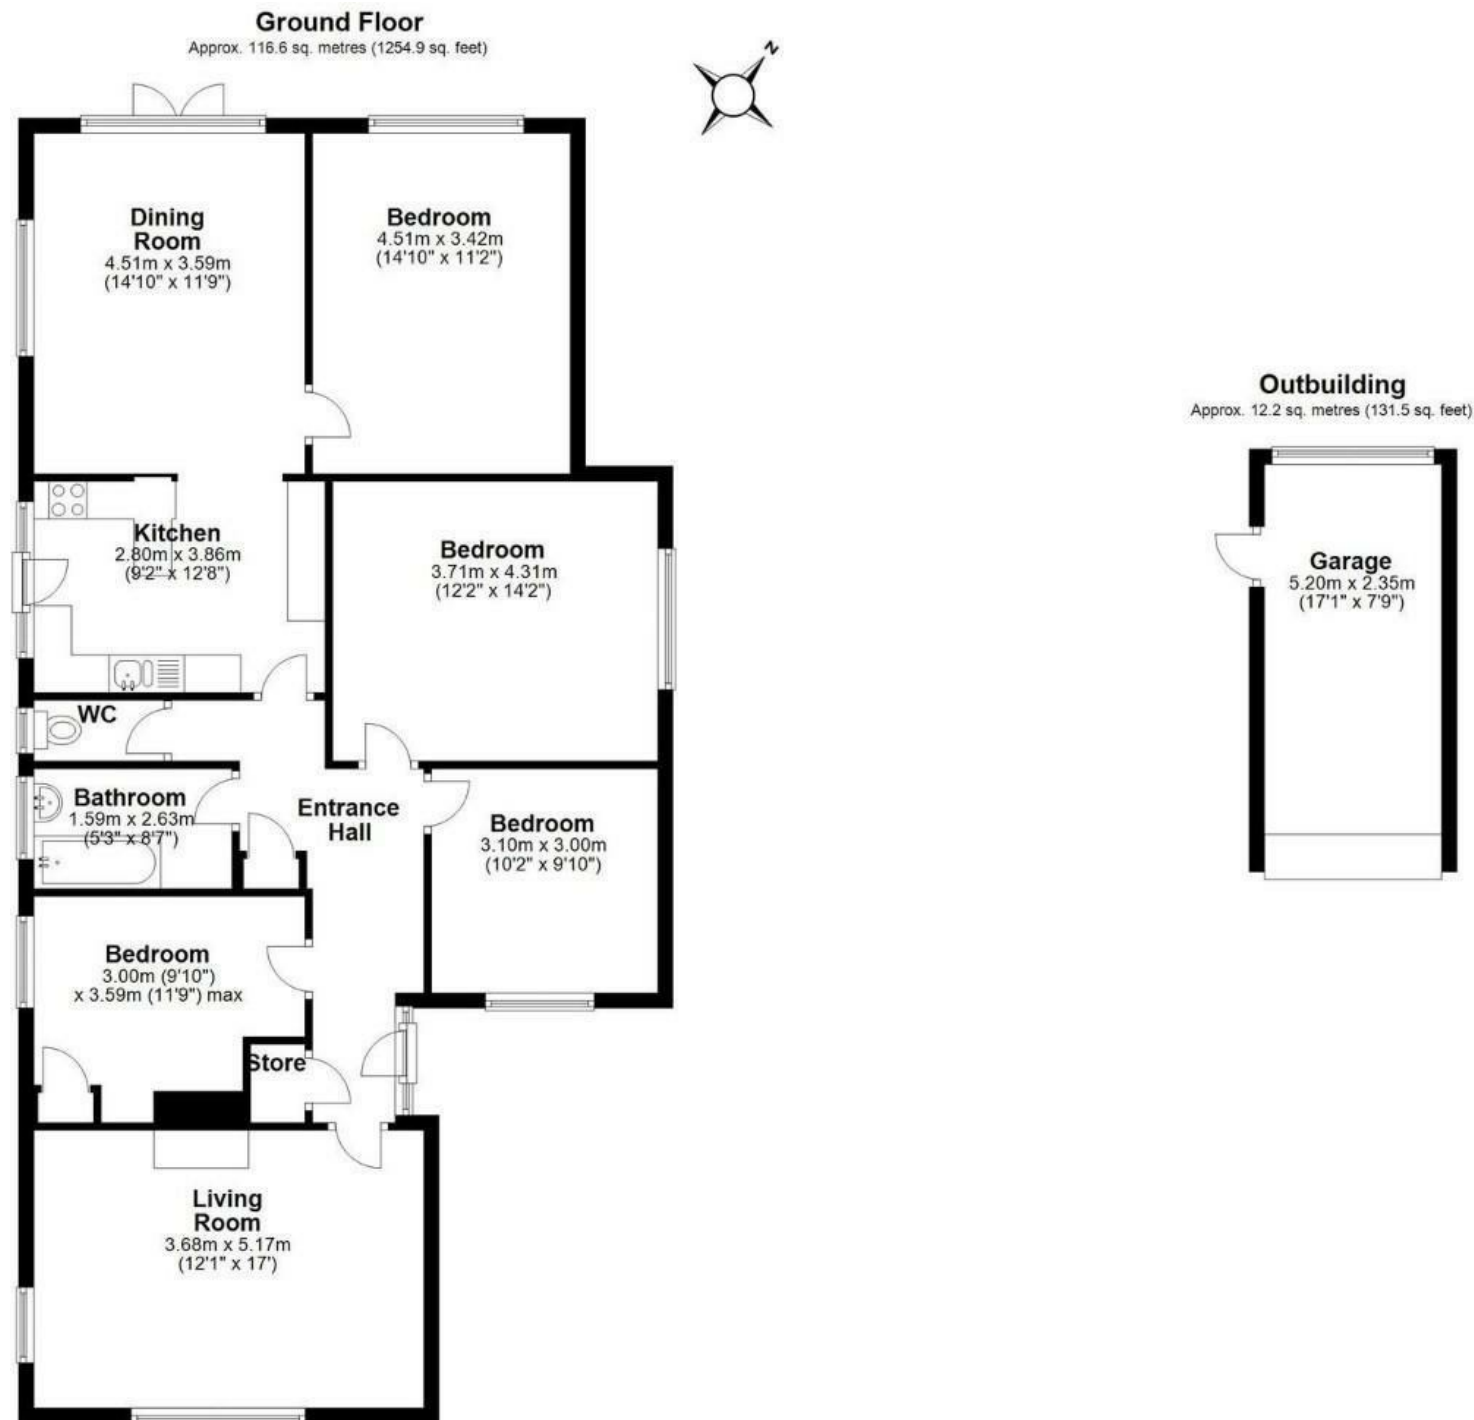 Ground Floor
Approx. 116.6 sq. metres (1254.9 sq. feet)
N
Dining
Room
4.51m x 3.59m
(14'10" x 11'9")
Bedroom
4.51m x 3.42m
(14'10" x 11'2")
Kitchen
2.80m x 3.86m
(9'2" x 12'8")
Bedroom
3.71m x 4.31m
(12'2" x 14'2")
WC
Bathroom
1.59m x 2.63m
(5'3" x 8'7")
Entrance
Hall
Bedroom
3.10m x 3.00m
(10'2" x 9'10")
Bedroom
3.00m (9'10")
x 3.59m (11'9") max
Store
Living
Room
3.68m x 5.17m
(12'1" x 17')
Outbuilding
Approx. 12.2 sq. metres (131.5 sq. feet)
Garage
5.20m x 2.35m
(17'1" x 7'9")